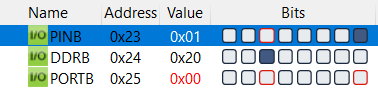 Name Address Value Bits
I/O PINB 0x23 0x01
I/O DDRB 0x24 0x20
I/O PORTB 0x25 0x00